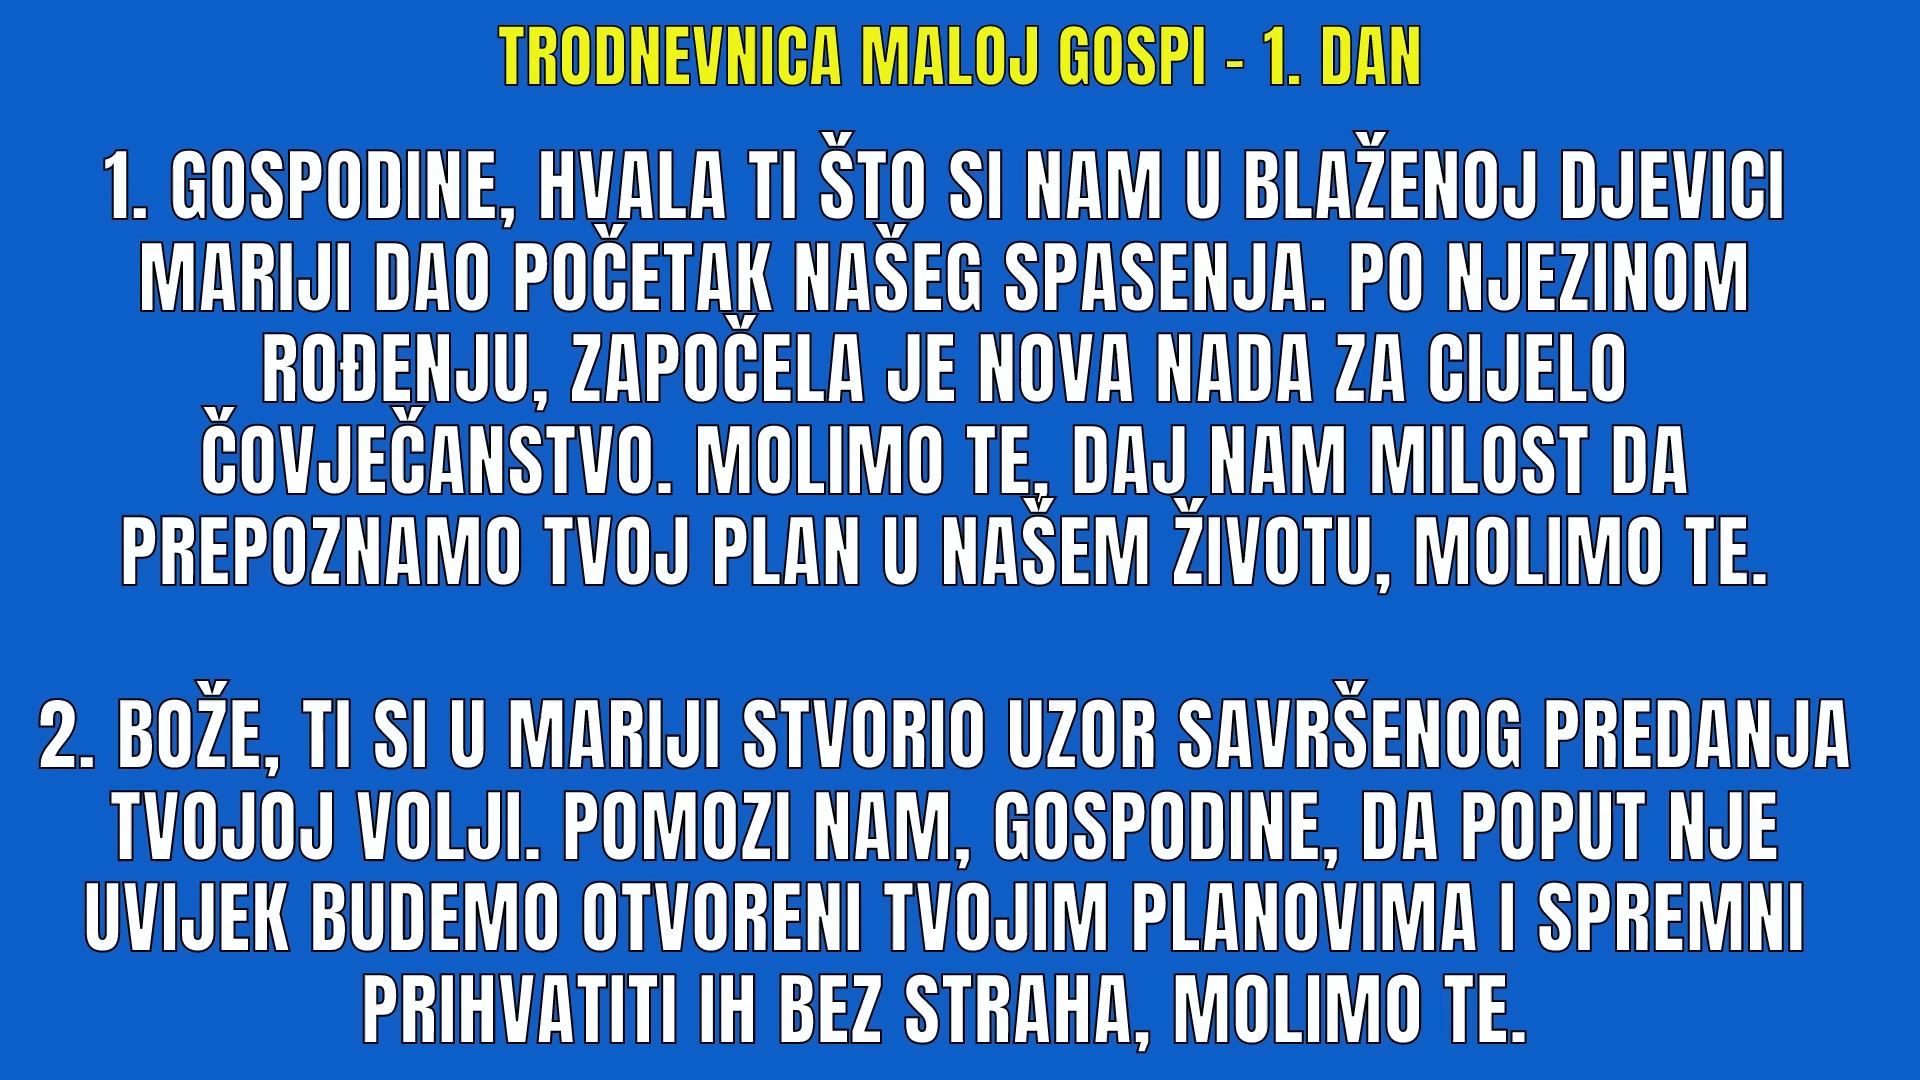 TRODNEVNICA MALOJ GOSPI - 1. DAN
1. GOSPODINE, HVALA TI ŠTO SI NAM U BLAŽENOJ DJEVICI
MARIJI DAO POČETAK NAŠEG SPASENJA. PO NJEZINOM
ROĐENJU, ZAPOČELA JE NOVA NADA ZA CIJELO
ČOVJEČANSTVO. MOLIMO TE, DAJ NAM MILOST DA
PREPOZNAMO TVOJ PLAN U NAŠEM ŽIVOTU, MOLIMO TE.
2. BOŽE, TI SI U MARIJI STVORIO UZOR SAVRŠENOG PREDANJA
TVOJOJ VOLJI. POMOZI NAM, GOSPODINE, DA POPUT NJE
UVIJEK BUDEMO OTVORENI TVOJIM PLANOVIMA I SPREMNI
PRIHVATITI IH BEZ STRAHA, MOLIMO TE.